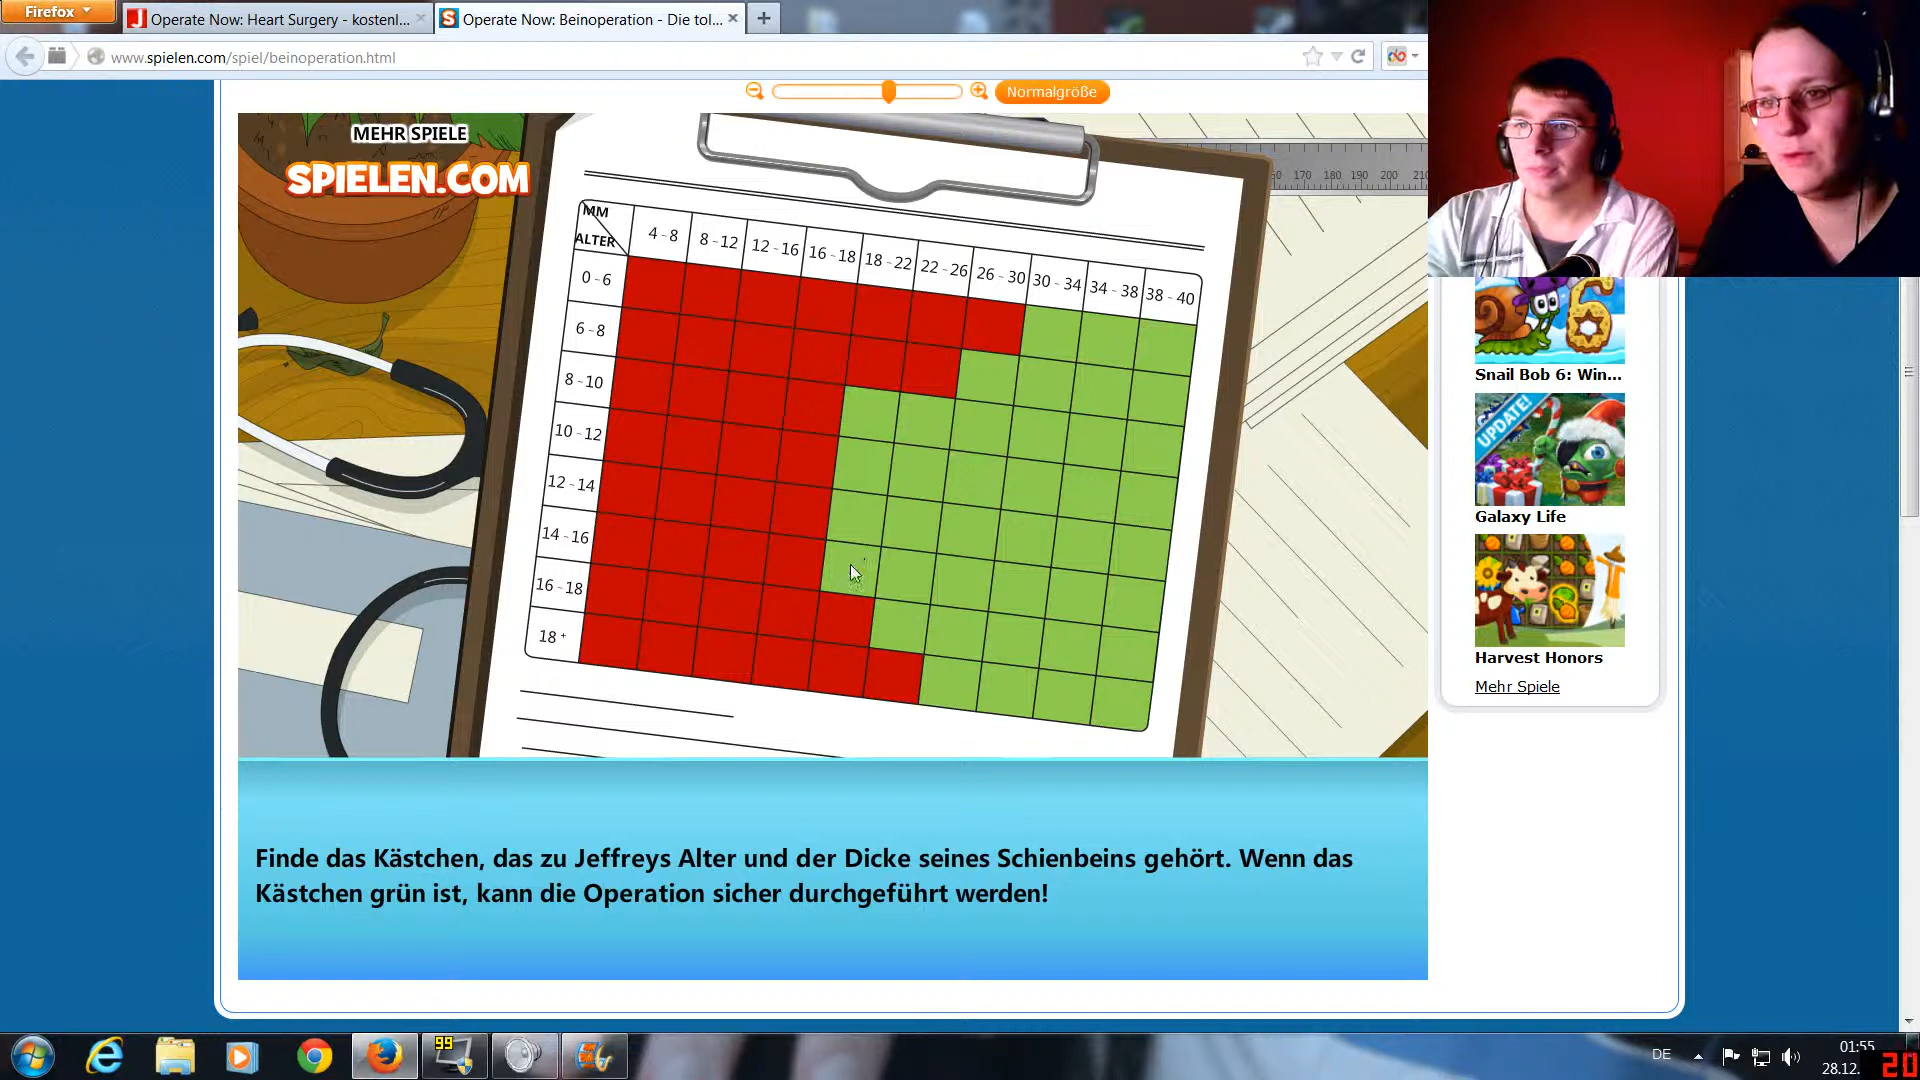 Firefox
Operate Now: Heart Surgery - kostenl...
Operate Now: Beinoperation - Die tol...
www.spielen.com/spiel/beinoperation.html
Normalgröße
MEHR SPIELE
SPIELEN.COM
170 180 190 200
MM
ALTER
4 - 8 8 - 12 12 - 16 16 - 18 18 - 22 22 - 26 26 - 30 30 - 34 34 - 38 38 - 40
0 - 6
6 - 8
8 - 10
10 - 12
12 - 14
14 - 16
16 - 18
18 +
Finde das Kästchen, das zu Jeffreys Alter und der Dicke seines Schienbeins gehört. Wenn das
Kästchen grün ist, kann die Operation sicher durchgeführt werden!
6
Snail Bob 6: Win...
UPDATE!
Galaxy Life
Harvest Honors
Mehr Spiele
99
DE
01:55
28.12.
20